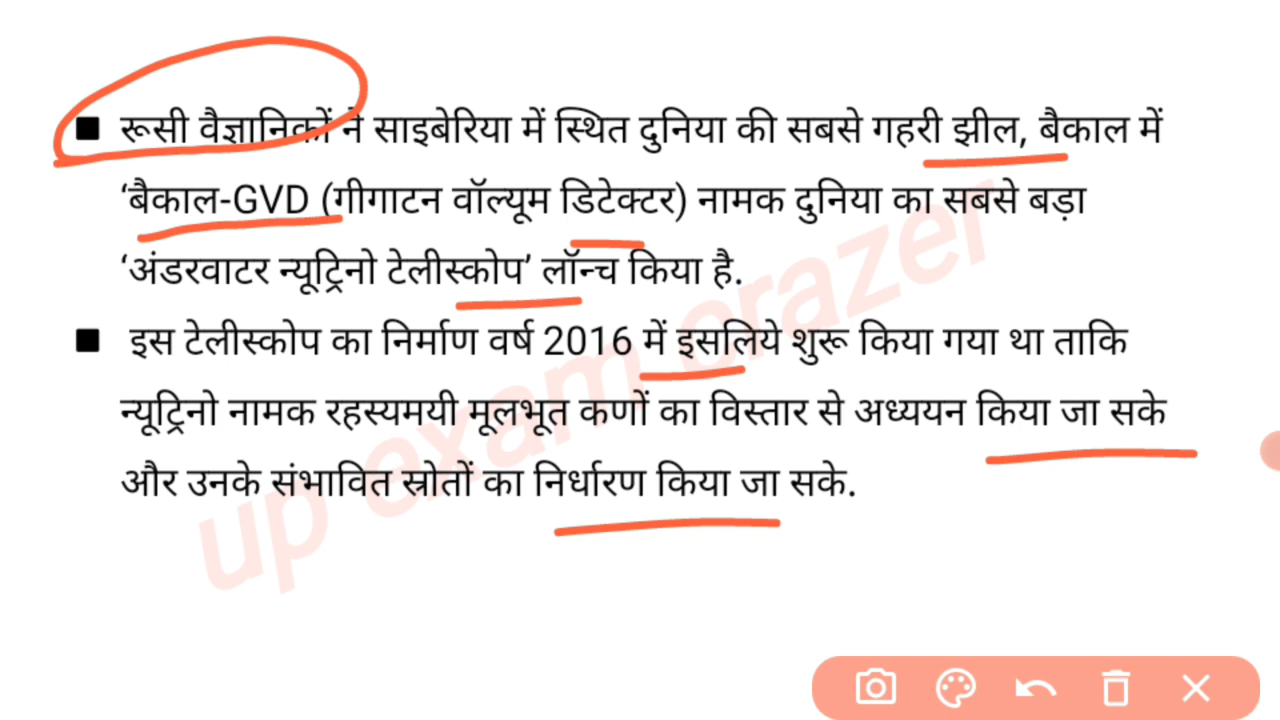 ■ रूसी वैज्ञानिकों ने साइबेरिया में स्थित दुनिया की सबसे गहरी झील, बैकाल में
‘बैकाल-GVD (गीगाटन वॉल्यूम डिटेक्टर) नामक दुनिया का सबसे बड़ा
‘अंडरवाटर न्यूट्रिनो टेलीस्कोप’ लॉन्च किया है.
■ इस टेलीस्कोप का निर्माण वर्ष 2016 में इसलिये शुरू किया गया था ताकि
न्यूट्रिनो नामक रहस्यमयी मूलभूत कणों का विस्तार से अध्ययन किया जा सके
और उनके संभावित स्रोतों का निर्धारण किया जा सके.
up exam crazer